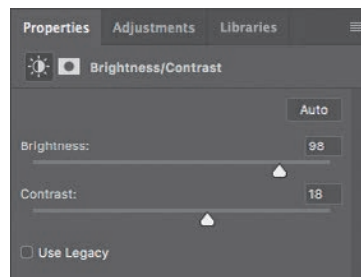 Properties Adjustments Libraries
Brightness/Contrast
Auto
Brightness: 98
Contrast: 18
Use Legacy